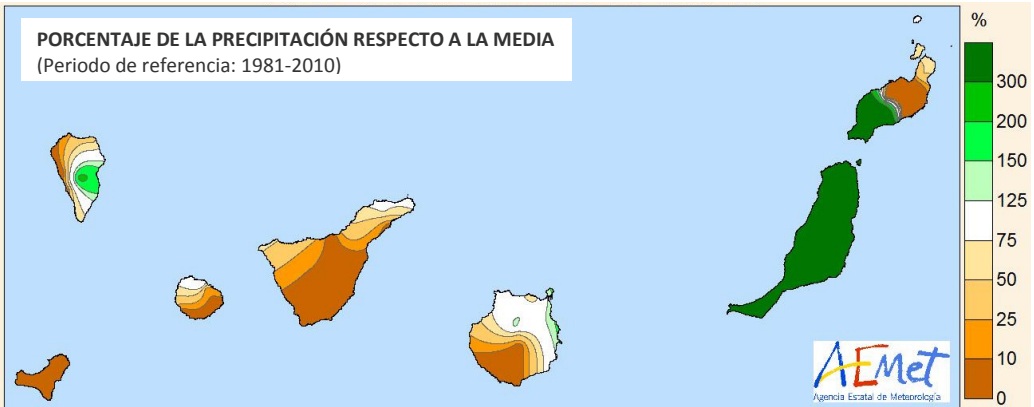 PORCENTAJE DE LA PRECIPITACIÓN RESPECTO A LA MEDIA
(Periodo de referencia: 1981-2010)
%
300
200
150
125
75
50
25
10
0
AEMet
Agencia Estatal de Meteorología